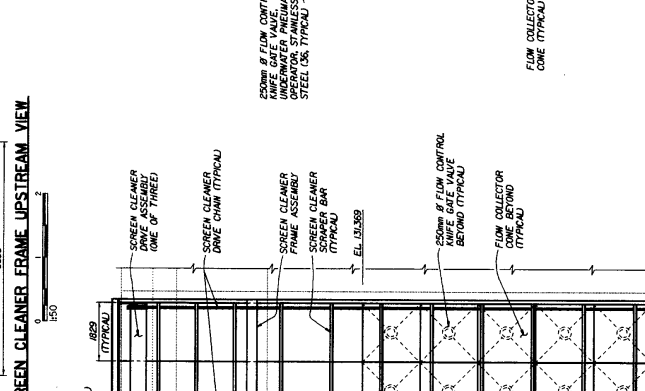 EEN CLEANER FRAME UPSTREAM VIEW
0 1 2
1:50
1829
(TYPICAL)
SCREEN CLEANER
DRIVE ASSEMBLY
(ONE OF THREE)
SCREEN CLEANER
DRIVE CHAIN (TYPICAL)
SCREEN CLEANER
FRAME ASSEMBLY
SCREEN CLEANER
SCRAPER BAR
(TYPICAL)
EL 131.369
250mm Ø FLOW CONTROL
KNIFE GATE VALVE
BEYOND (TYPICAL)
FLOW COLLECTOR
CONE BEYOND
(TYPICAL)
250mm Ø FLOW CONT
KNIFE GATE VALVE,
UNDERWATER PNEUMA
OPERATOR, STAINLESS
STEEL (36, TYPICAL)
FLOW COLLECTO
CONE (TYPICAL)